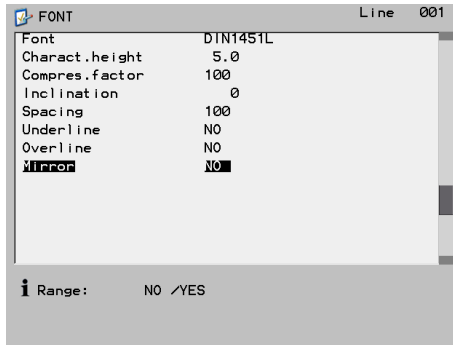 FONT Line 001
Font DIN1451L
Charact.height 5.0
Compres.factor 100
Inclination 0
Spacing 100
Underline NO
Overline NO
Mirror NO
i Range: NO /YES